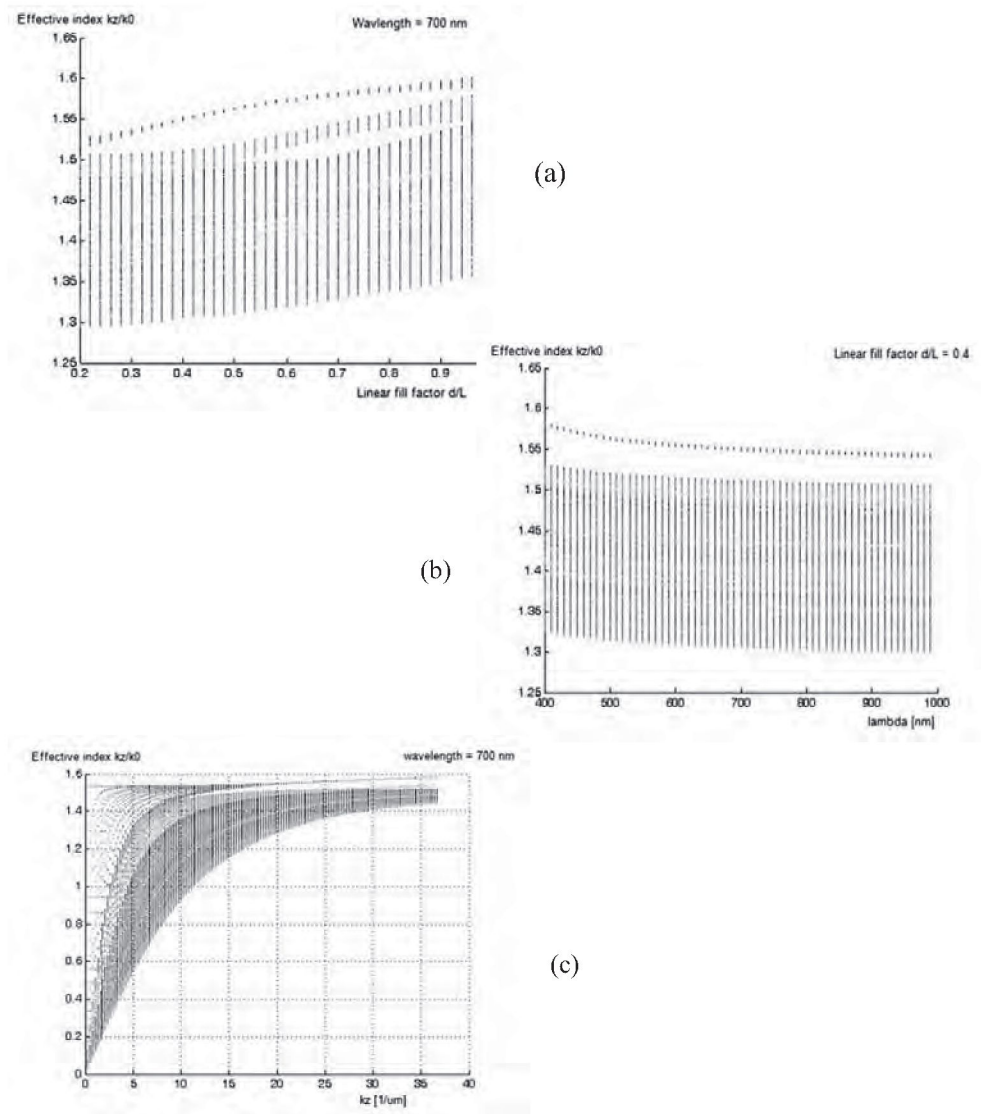 Effective index kz/k0
Wavlength = 700 nm
1.65
1.6
1.55
1.5
1.45
1.4
1.35
1.3
1.25
0.2 0.3 0.4 0.5 0.6 0.7 0.8 0.9
Linear fill factor d/L
(a)
Effective index kz/k0
Linear fill factor d/L = 0.4
1.65
1.6
1.55
1.5
1.45
1.4
1.35
1.3
1.25
400 500 600 700 800 900 1000
lambda [nm]
(b)
Effective index kz/k0
wavelength = 700 nm
1.6
1.4
1.2
1
0.8
0.6
0.4
0.2
0
0 5 10 15 20 25 30 35 40
kz [1/um]
(c)